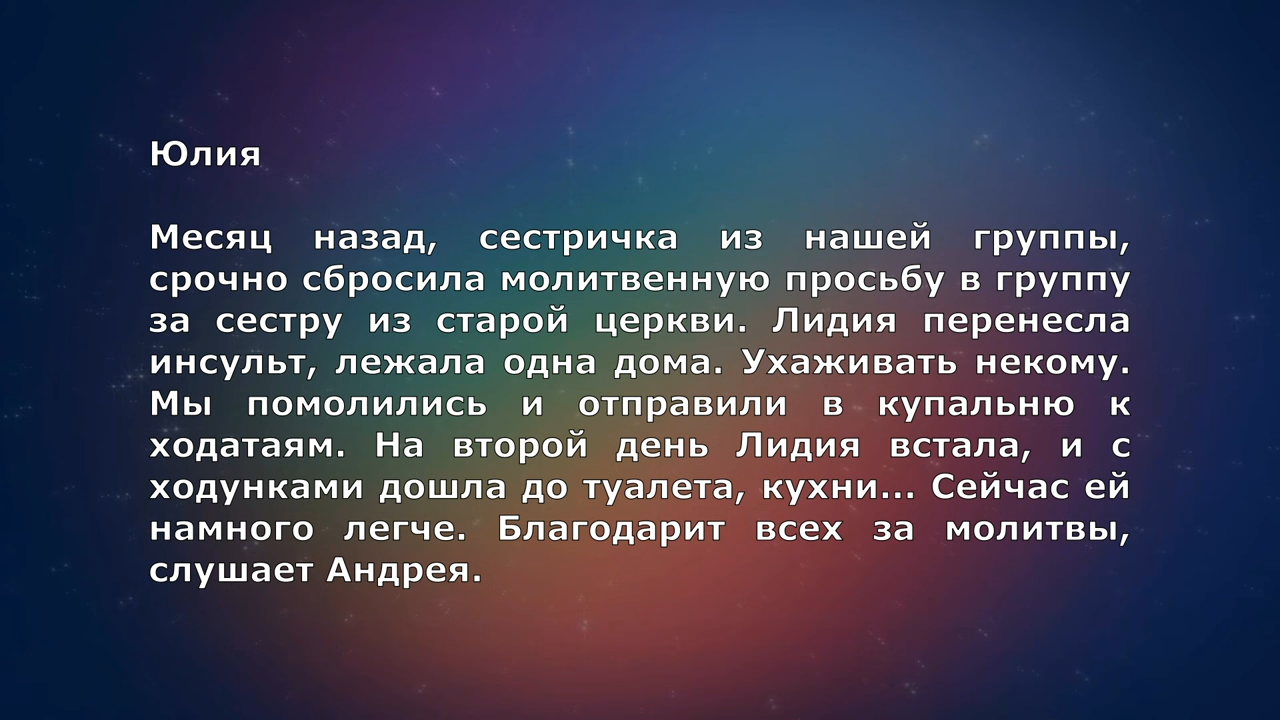 Юлия
Месяц назад, сестричка из нашей группы,
срочно сбросила молитвенную просьбу в группу
за сестру из старой церкви. Лидия перенесла
инсульт, лежала одна дома. Ухаживать некому.
Мы помолились и отправили в купальню к
ходатаям. На второй день Лидия встала, и с
ходунками дошла до туалета, кухни... Сейчас ей
намного легче. Благодарит всех за молитвы,
слушает Андрея.